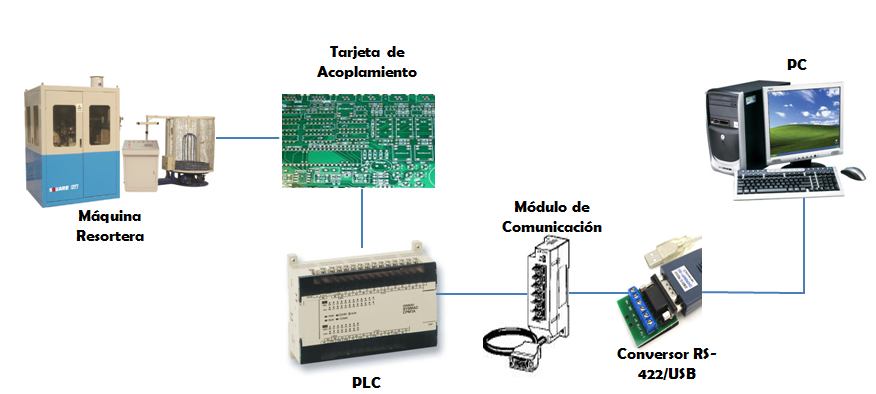 Tarjeta de
Acoplamiento
PC
Máquina
Resortera
Módulo de
Comunicación
PLC
Conversor RS-
422/USB